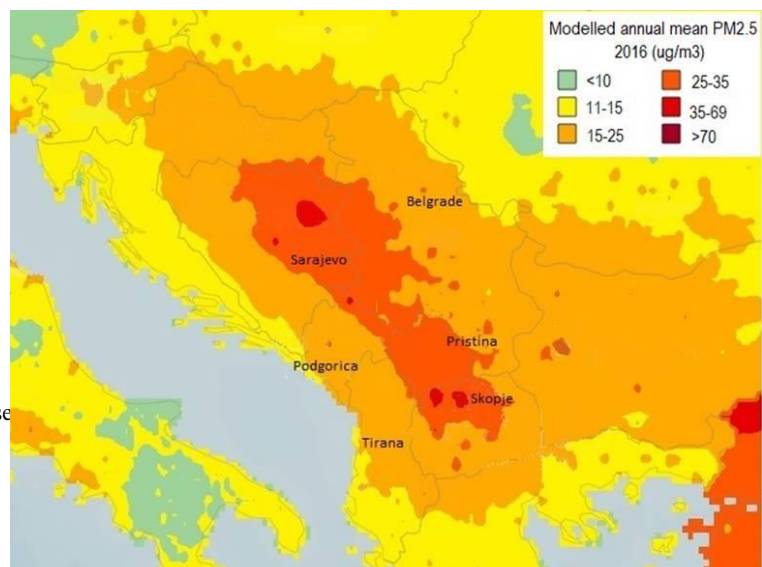 Modelled annual mean PM2.5
2016 (ug/m3)
<10 25-35
11-15 35-69
15-25 >70
Belgrade
Sarajevo
Pristina
Podgorica
Skopje
Tirana